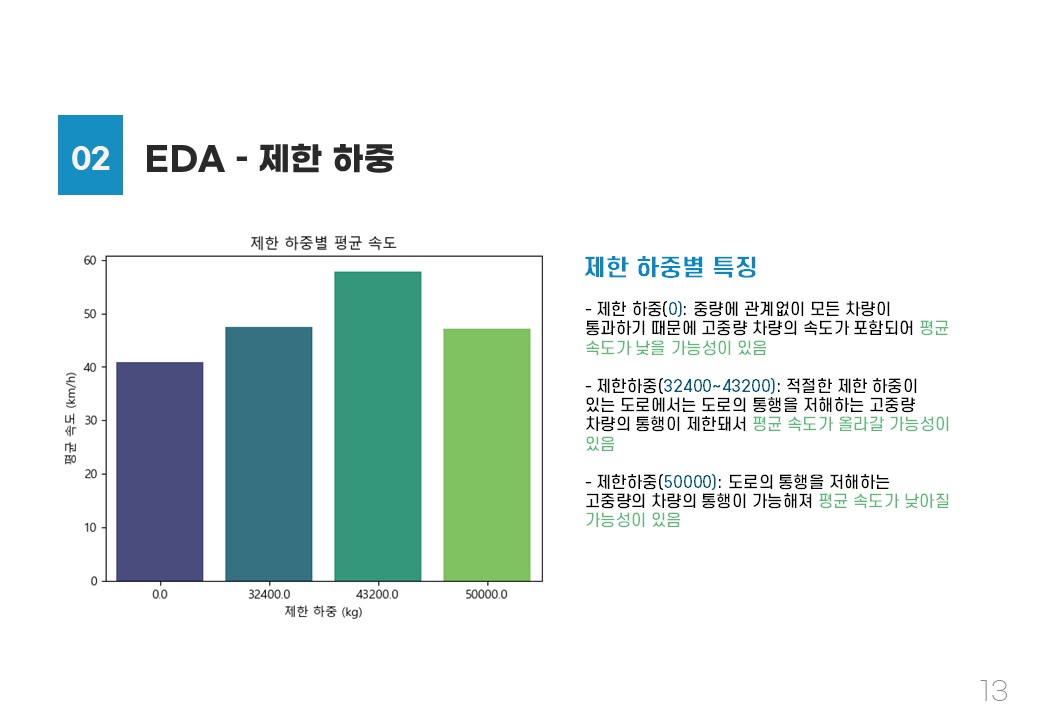 02
EDA - 제한 하중
제한 하중별 평균 속도
60
50
40
30
20
10
0
평균 속도 (km/h)
0.0
32400.0
43200.0
50000.0
제한 하중 (kg)
제한 하중별 특징
- 제한 하중(0): 중량에 관계없이 모든 차량이
통과하기 때문에 고중량 차량의 속도가 포함되어 평균
속도가 낮을 가능성이 있음
- 제한하중(32400~43200): 적절한 제한 하중이
있는 도로에서는 도로의 통행을 저해하는 고중량
차량의 통행이 제한돼서 평균 속도가 올라갈 가능성이
있음
- 제한하중(50000): 도로의 통행을 저해하는
고중량의 차량의 통행이 가능해져 평균 속도가 낮아질
가능성이 있음
13